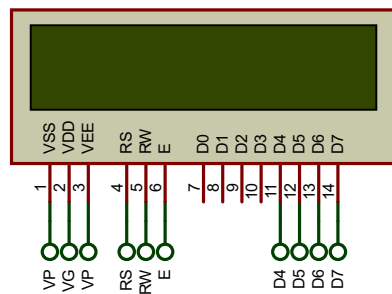 VSS VDD VEE RS RW E D0 D1 D2 D3 D4 D5 D6 D7
1 2 3 4 5 6 7 8 9 10 11 12 13 14
VP VG VP RS RW E D4 D5 D6 D7